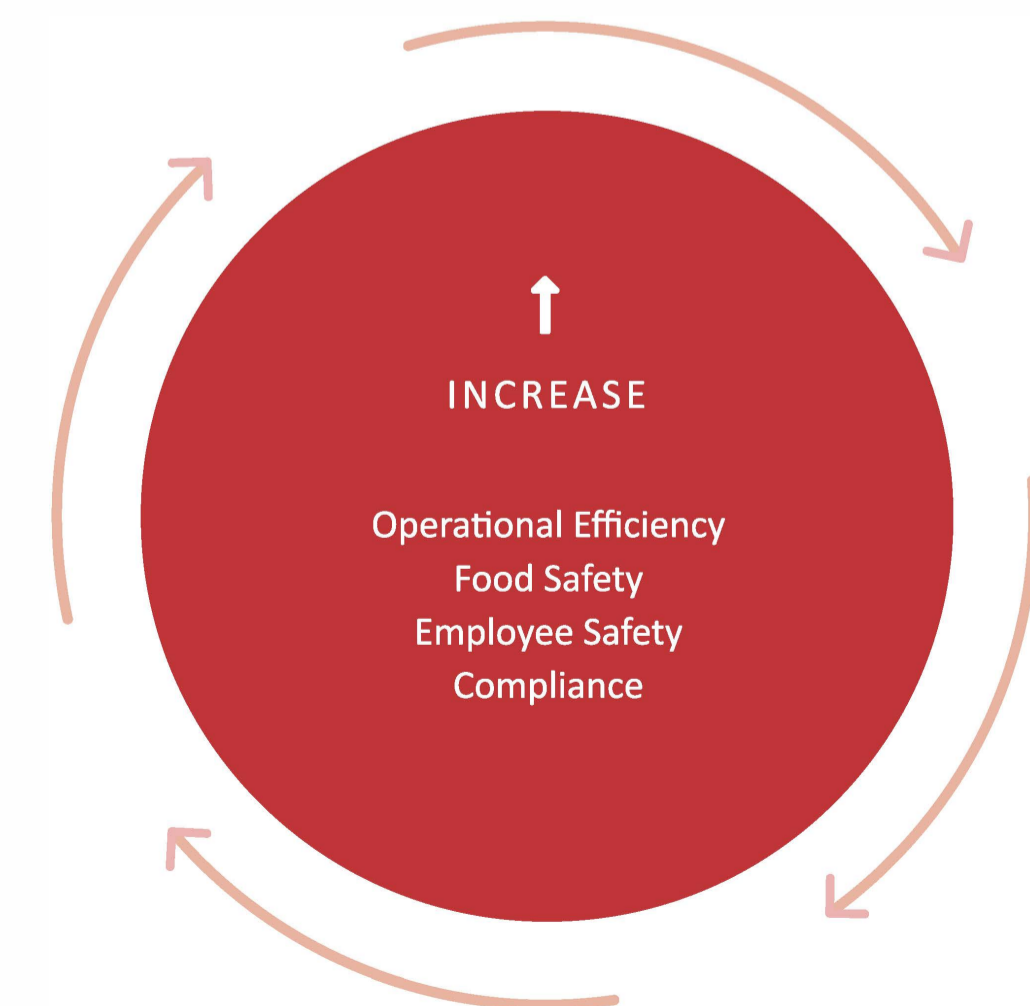 INCREASE
Operational Efficiency
Food Safety
Employee Safety
Compliance